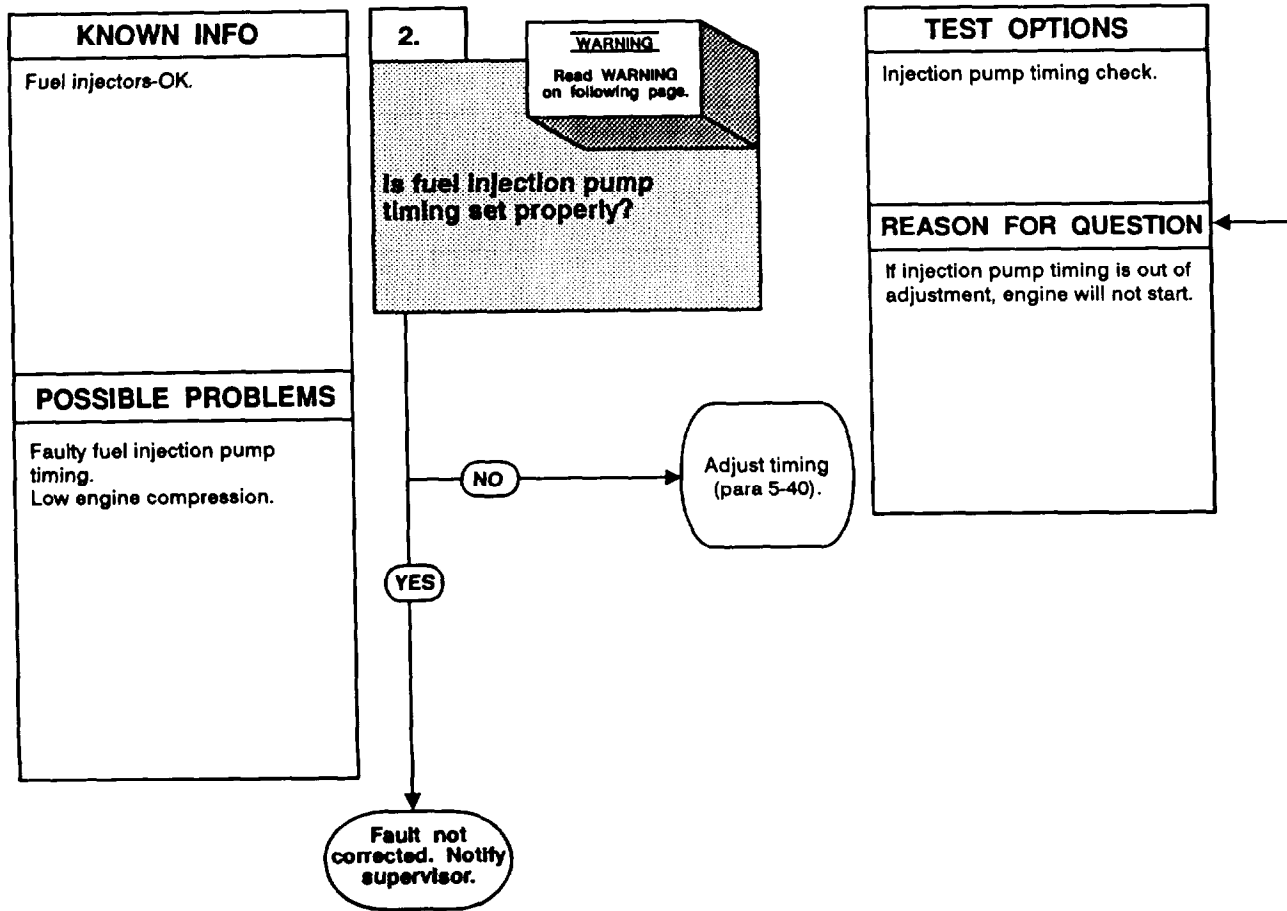 KNOWN INFO
Fuel injectors-OK.
POSSIBLE PROBLEMS
Faulty fuel injection pump
timing.
Low engine compression.
2.
WARNING
Read WARNING
on following page.
Is fuel injection pump
timing set properly?
NO
Adjust timing
(para 5-40).
YES
Fault not
corrected. Notify
supervisor.
TEST OPTIONS
Injection pump timing check.
REASON FOR QUESTION
If injection pump timing is out of
adjustment, engine will not start.